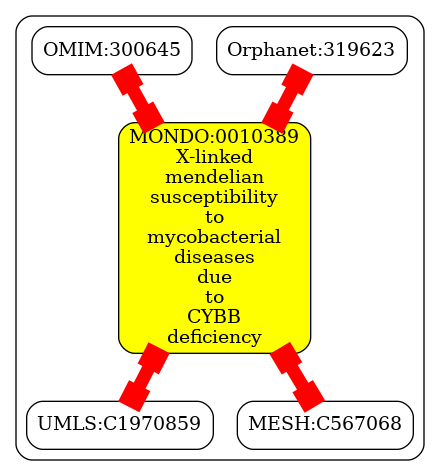 OMIM:300645
Orphanet:319623
MONDO:0010389
X-linked
mendelian
susceptibility
to
mycobacterial
diseases
due
to
CYBB
deficiency
UMLS:C1970859
MESH:C567068